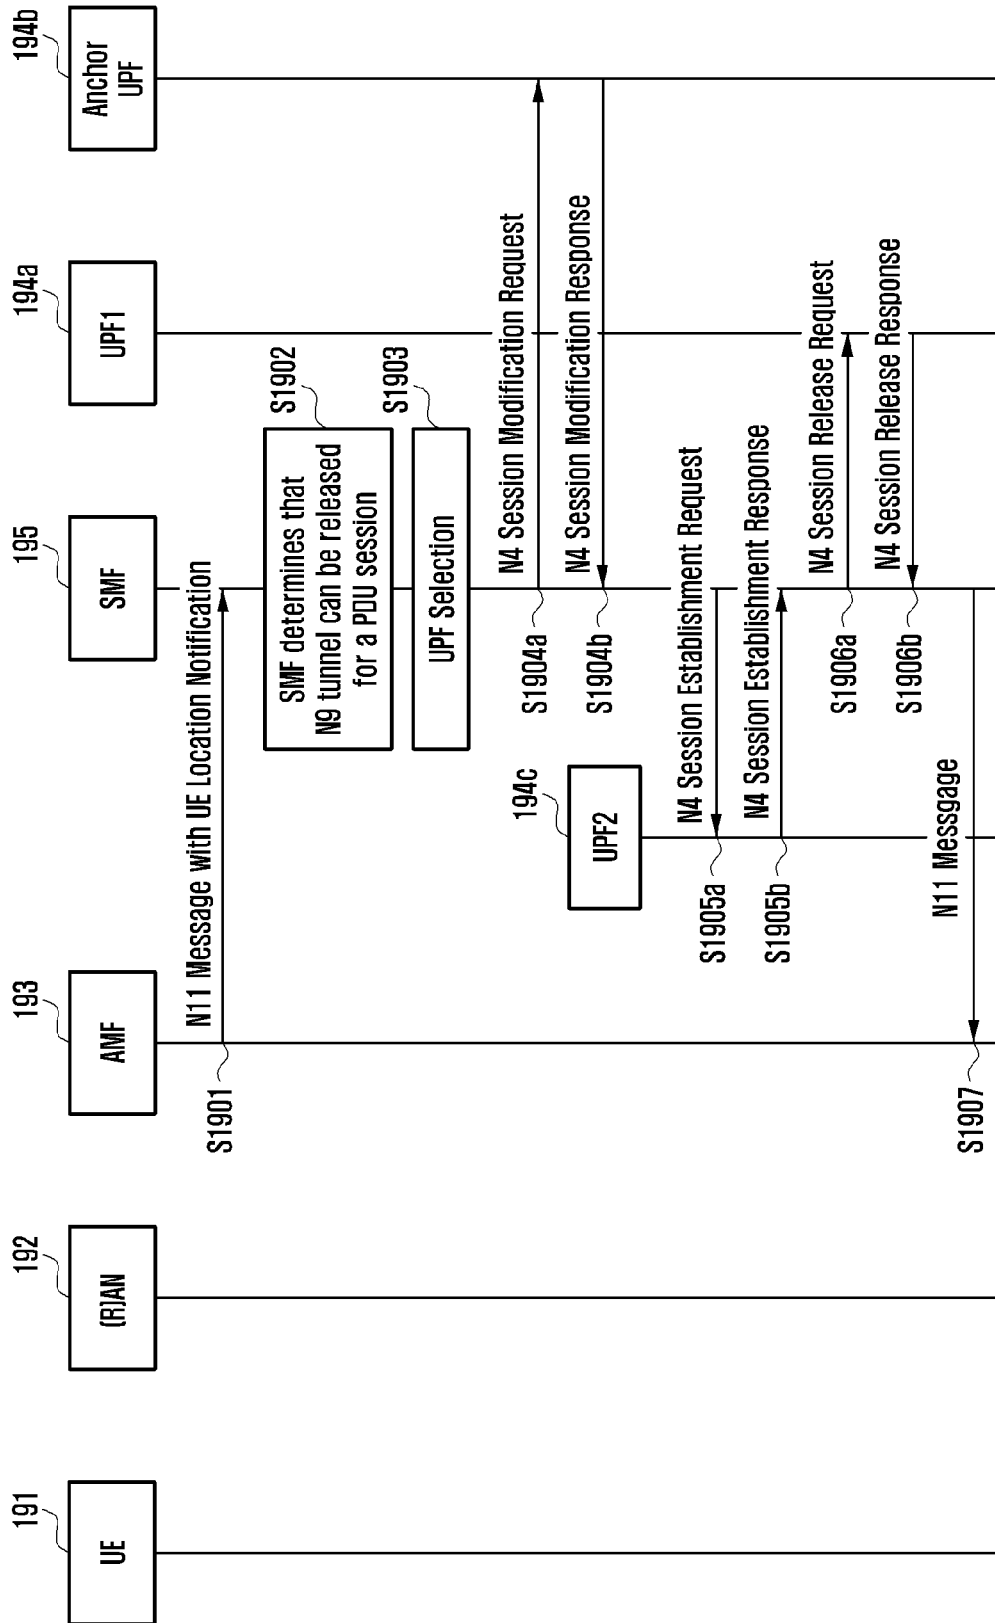 191
UE
192
(R)AN
193
AMF
195
SMF
194a
UPF1
194b
Anchor
UPF
N11 Message with UE Location Notification
S1901
S1902
SMF determines that
N9 tunnel can be released
for a PDU session
S1903
UPF Selection
N4 Session Modification Request
S1904a
N4 Session Modification Response
S1904b
194c
UPF2
N4 Session Establishment Request
S1905a
N4 Session Establishment Response
S1905b
N4 Session Release Request
S1906a
N4 Session Release Response
S1906b
N11 Messgage
S1907